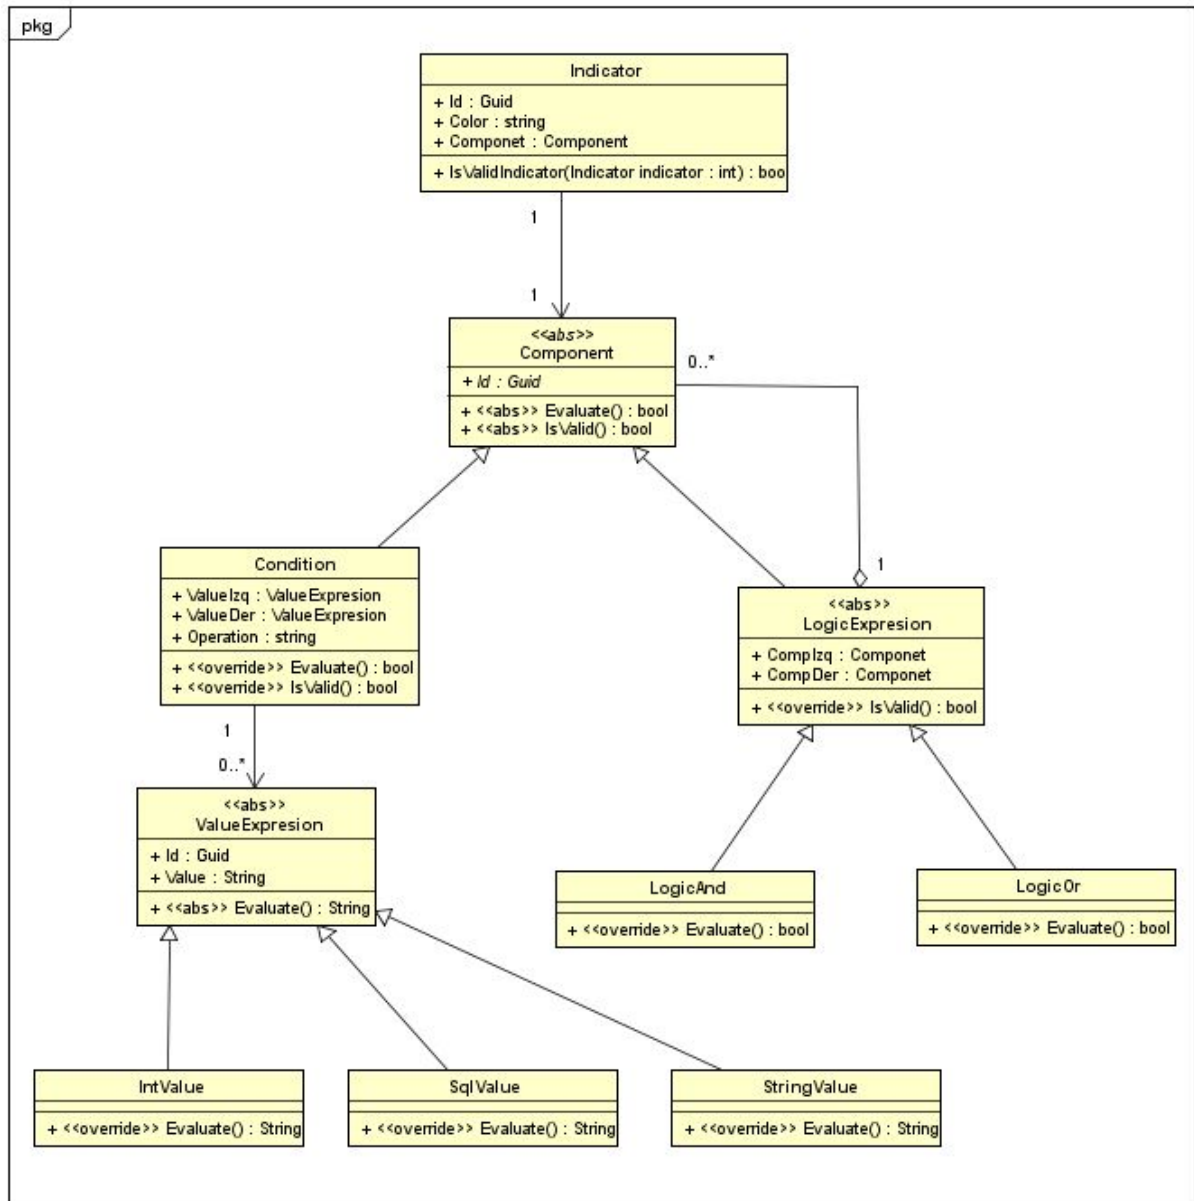 pkg
Indicator
+ Id : Guid
+ Color : string
+ Componet : Component
+ IsValidIndicator(Indicator indicator : int) : bool
1
1
<<abs>>
Component
+ Id : Guid
+ <<abs>> Evaluate() : bool
+ <<abs>> IsValid() : bool
0..*
Condition
+ ValueIzq : ValueExpresion
+ ValueDer : ValueExpresion
+ Operation : string
+ <<override>> Evaluate() : bool
+ <<override>> IsValid() : bool
1
<<abs>>
LogicExpresion
+ CompIzq : Componet
+ CompDer : Componet
+ <<override>> IsValid() : bool
1
0..*
<<abs>>
ValueExpresion
+ Id : Guid
+ Value : String
+ <<abs>> Evaluate() : String
LogicAnd
+ <<override>> Evaluate() : bool
LogicOr
+ <<override>> Evaluate() : bool
IntValue
+ <<override>> Evaluate() : String
SqlValue
+ <<override>> Evaluate() : String
StringValue
+ <<override>> Evaluate() : String